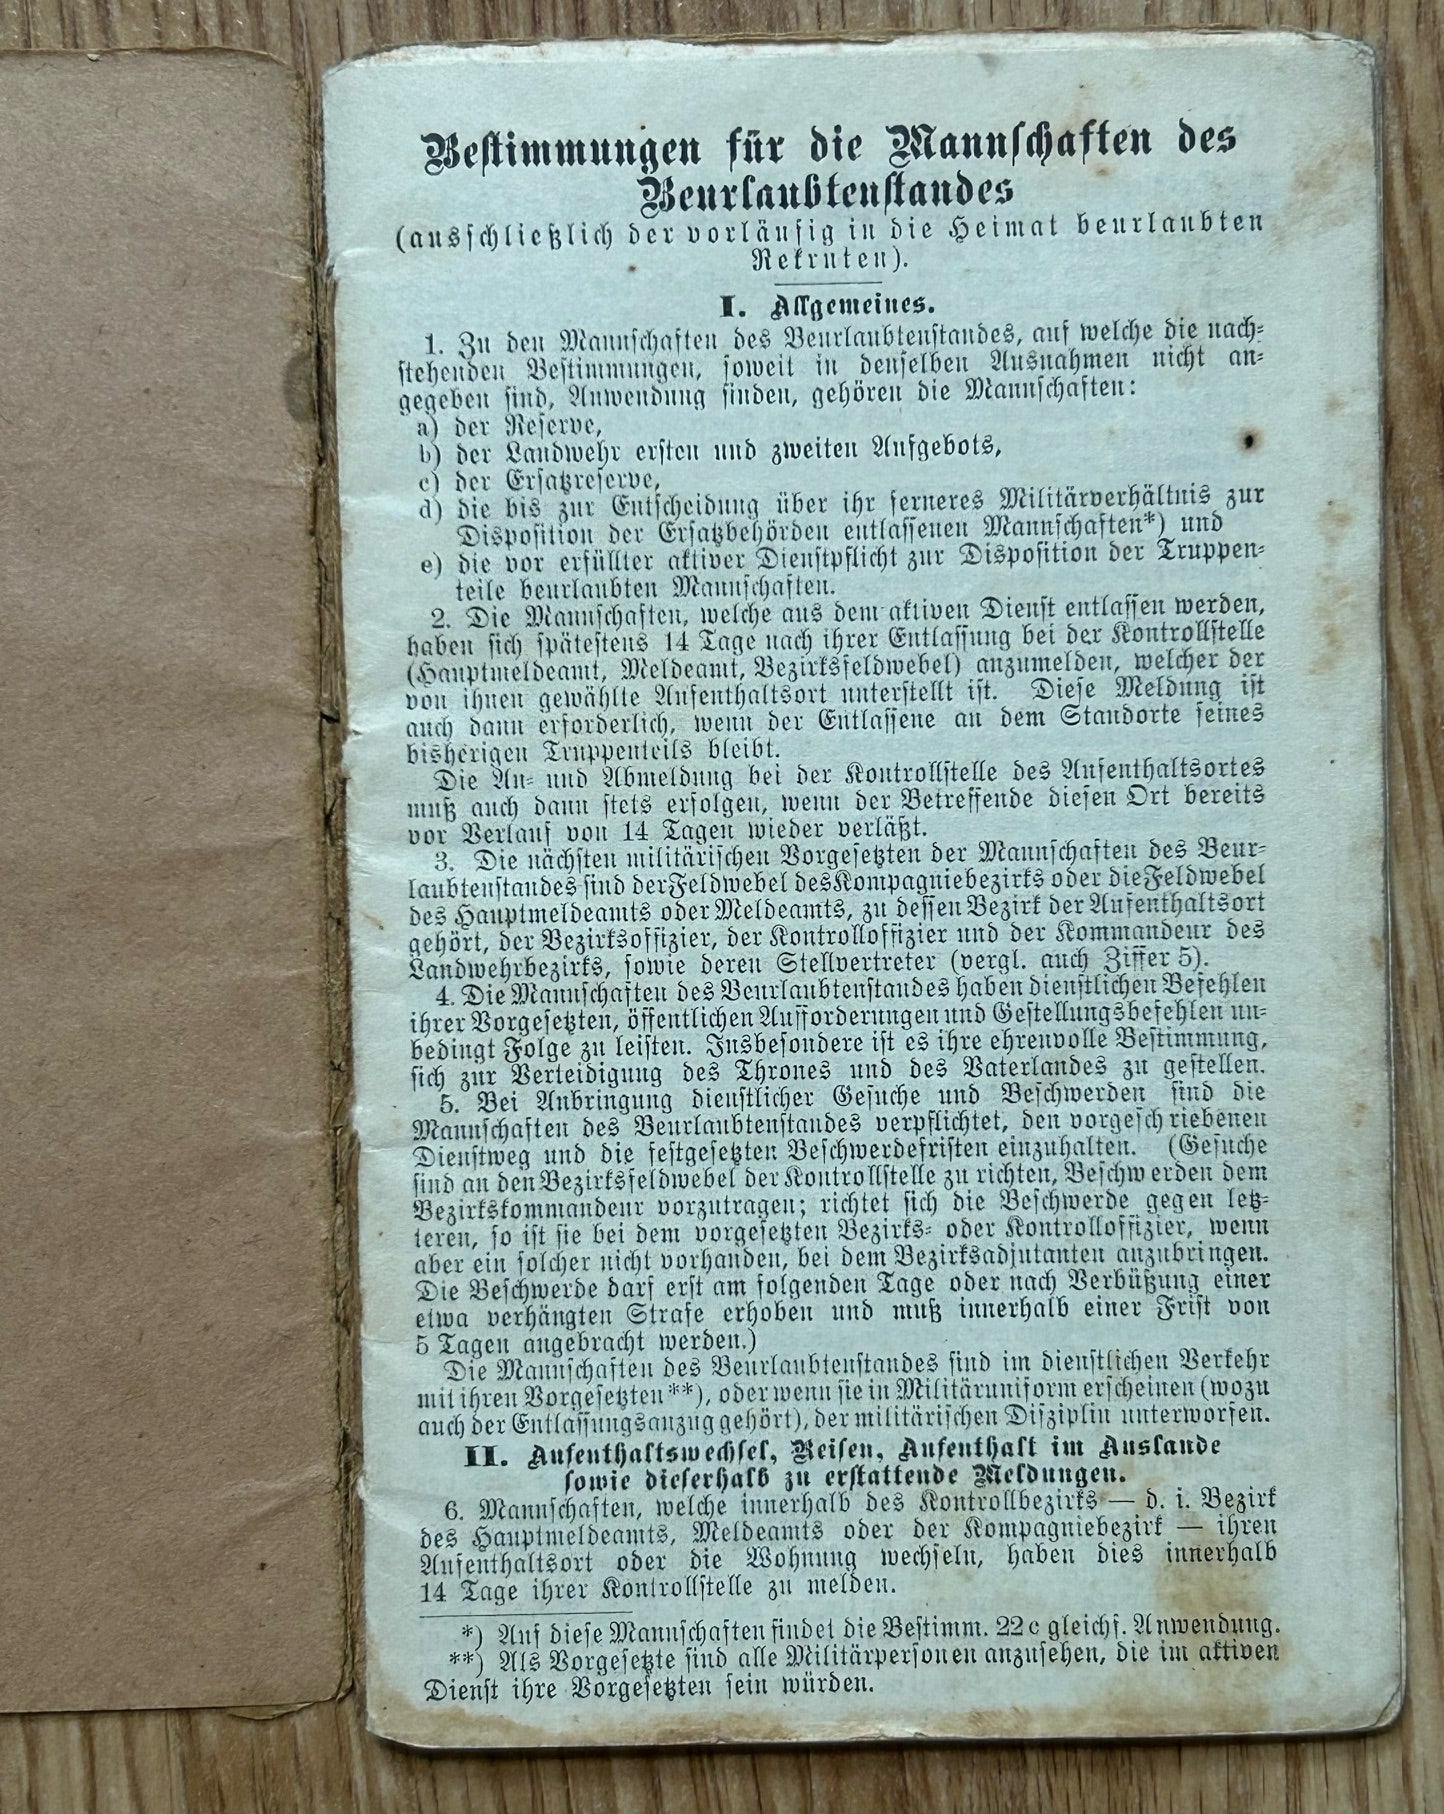 Bestimmungen für die Mannschaften des
Beurlaubtenstandes
(ausschließlich der vorläufig in die Heimat beurlaubten
Rekruten).
I. Allgemeines.
1. Zu den Mannschaften des Beurlaubtenstandes, auf welche die nach-
stehenden Bestimmungen, soweit in denselben Ausnahmen nicht an-
gegeben sind, Anwendung finden, gehören die Mannschaften:
a) der Reserve,
b) der Landwehr ersten und zweiten Aufgebots,
c) der Ersatzreserve,
d) die bis zur Entscheidung über ihr ferneres Militärverhältnis zur
Disposition der Ersatzbehörden entlassenen Mannschaften*) und
e) die vor erfüllter aktiver Dienstpflicht zur Disposition der Truppen-
teile beurlaubten Mannschaften.
2. Die Mannschaften, welche aus dem aktiven Dienst entlassen werden,
haben sich spätestens 14 Tage nach ihrer Entlassung bei der Kontrollstelle
(Hauptmeldeamt, Meldeamt, Bezirksfeldwebel) anzumelden, welcher der
von ihnen gewählte Aufenthaltsort unterstellt ist. Diese Meldung ist
auch dann erforderlich, wenn der Entlassene an dem Standorte seines
bisherigen Truppenteils bleibt.
Die An- und Abmeldung bei der Kontrollstelle des Aufenthaltsortes
muß auch dann stets erfolgen, wenn der Betreffende diesen Ort bereits
vor Verlauf von 14 Tagen wieder verläßt.
3. Die nächsten militärischen Vorgesetzten der Mannschaften des Beur-
laubtenstandes sind der Feldwebel des Kompagniebezirks oder die Feldwebel
des Hauptmeldeamts oder Meldeamts, zu dessen Bezirk der Aufenthaltsort
gehört, der Bezirksoffizier, der Kontrolloffizier und der Kommandeur des
Landwehrbezirks, sowie deren Stellvertreter (vergl. auch Ziffer 5).
4. Die Mannschaften des Beurlaubtenstandes haben dienstlichen Befehlen
ihrer Vorgesetzten, öffentlichen Aufforderungen und Gestellungsbefehlen un-
bedingt Folge zu leisten. Insbesondere ist es ihre ehrenvolle Bestimmung,
sich zur Verteidigung des Thrones und des Vaterlandes zu gestellen.
5. Bei Anbringung dienstlicher Gesuche und Beschwerden sind die
Mannschaften des Beurlaubtenstandes verpflichtet, den vorgeschriebenen
Dienstweg und die festgesetzten Beschwerdefristen einzuhalten. (Gesuche
sind an den Bezirksfeldwebel der Kontrollstelle zu richten, Beschwerden dem
Bezirkskommandeur vorzutragen; richtet sich die Beschwerde gegen letz-
teren, so ist sie bei dem vorgesetzten Bezirks- oder Kontrolloffizier, wenn
aber ein solcher nicht vorhanden, bei dem Bezirksadjutanten anzubringen.
Die Beschwerde darf erst am folgenden Tage oder nach Verbüßung einer
etwa verhängten Strafe erhoben und muß innerhalb einer Frist von
5 Tagen angebracht werden.)
Die Mannschaften des Beurlaubtenstandes sind im dienstlichen Verkehr
mit ihren Vorgesetzten**), oder wenn sie in Militäruniform erscheinen (wozu
auch der Entlassungsanzug gehört), der militärischen Disziplin unterworfen.
II. Aufenthaltswechsel, Reisen, Aufenthalt im Auslande
sowie dieserhalb zu erstattende Meldungen.
6. Mannschaften, welche innerhalb des Kontrollbezirks — d. i. Bezirk
des Hauptmeldeamts, Meldeamts oder der Kompagniebezirk — ihren
Aufenthaltsort oder die Wohnung wechseln, haben dies innerhalb
14 Tage ihrer Kontrollstelle zu melden.
*) Auf diese Mannschaften findet die Bestimm. 22c gleichf. Anwendung.
**) Als Vorgesetzte sind alle Militärpersonen anzusehen, die im aktiven
Dienst ihre Vorgesetzten sein würden.